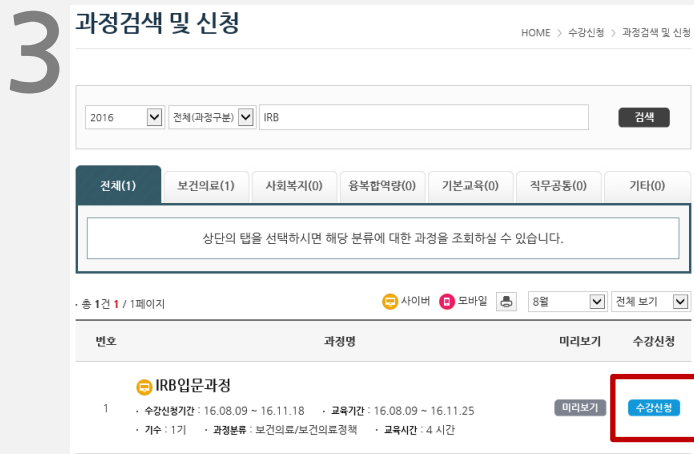 3
과정검색 및 신청
HOME > 수강신청 > 과정검색 및 신청
2016 전체(과정구분) IRB 검색
전체(1) 보건의료(1) 사회복지(0) 융복합역량(0) 기본교육(0) 직무공통(0) 기타(0)
상단의 탭을 선택하시면 해당 분류에 대한 과정을 조회하실 수 있습니다.
· 총 1건 1 / 1페이지 사이버 모바일 8월 전체 보기
번호 과정명 미리보기 수강신청
IRB입문과정
1 · 수강신청기간 : 16.08.09 ~ 16.11.18 · 교육기간 : 16.08.09 ~ 16.11.25 미리보기 수강신청
· 기수 : 1기 · 과정분류 : 보건의료/보건의료정책 · 교육시간 : 4 시간